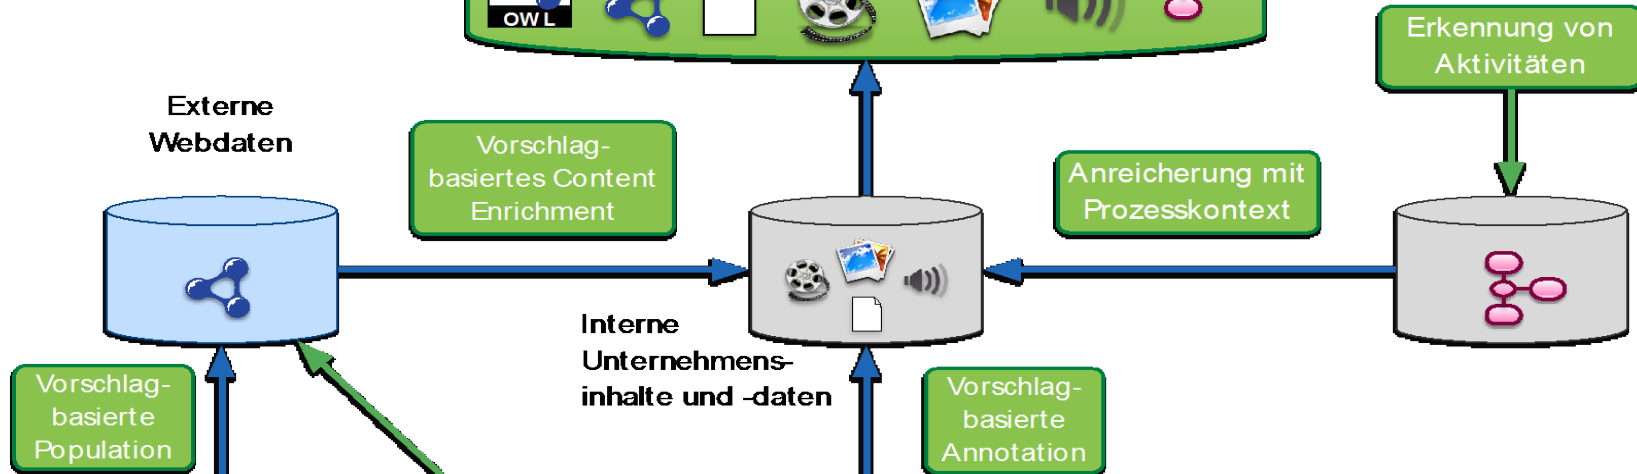 OWL
Erkennung von
Aktivitäten
Externe
Webdaten
Vorschlag-
basiertes Content
Enrichment
Anreicherung mit
Prozesskontext
Interne
Unternehmens-
inhalte und -daten
Vorschlag-
basierte
Population
Vorschlag-
basierte
Annotation